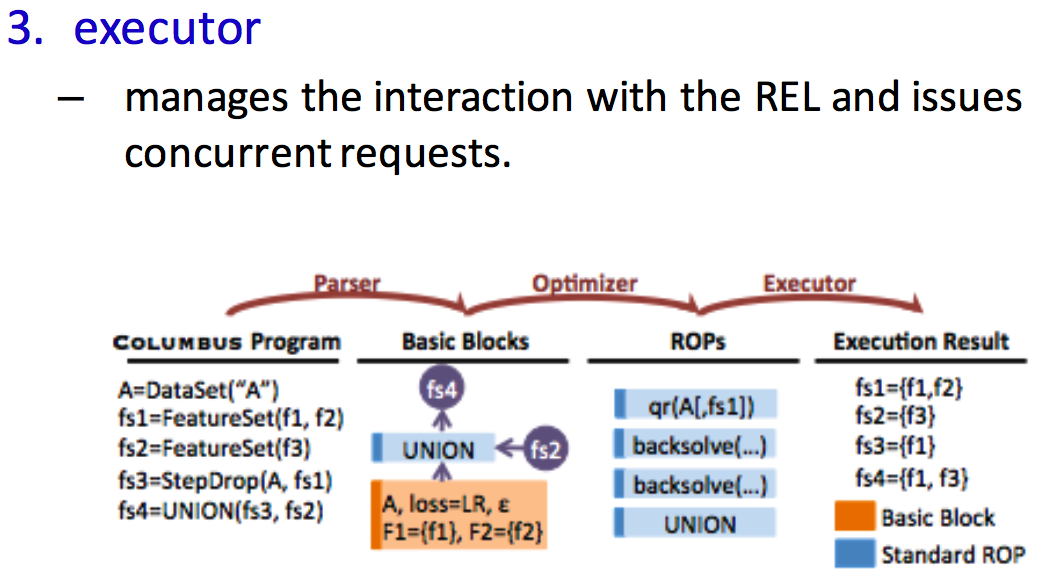 3. executor
– manages the interaction with the REL and issues
concurrent requests.
Parser
Optimizer
Executor
COLUMBUS Program
A=DataSet("A")
fs1=FeatureSet(f1, f2)
fs2=FeatureSet(f3)
fs3=StepDrop(A, fs1)
fs4=UNION(fs3, fs2)
Basic Blocks
fs4
UNION
fs2
A, loss=LR, ε
F1={f1}, F2={f2}
ROPs
qr(A[,fs1])
backsolve(...)
backsolve(...)
UNION
Execution Result
fs1={f1,f2}
fs2={f3}
fs3={f1}
fs4={f1, f3}
Basic Block
Standard ROP